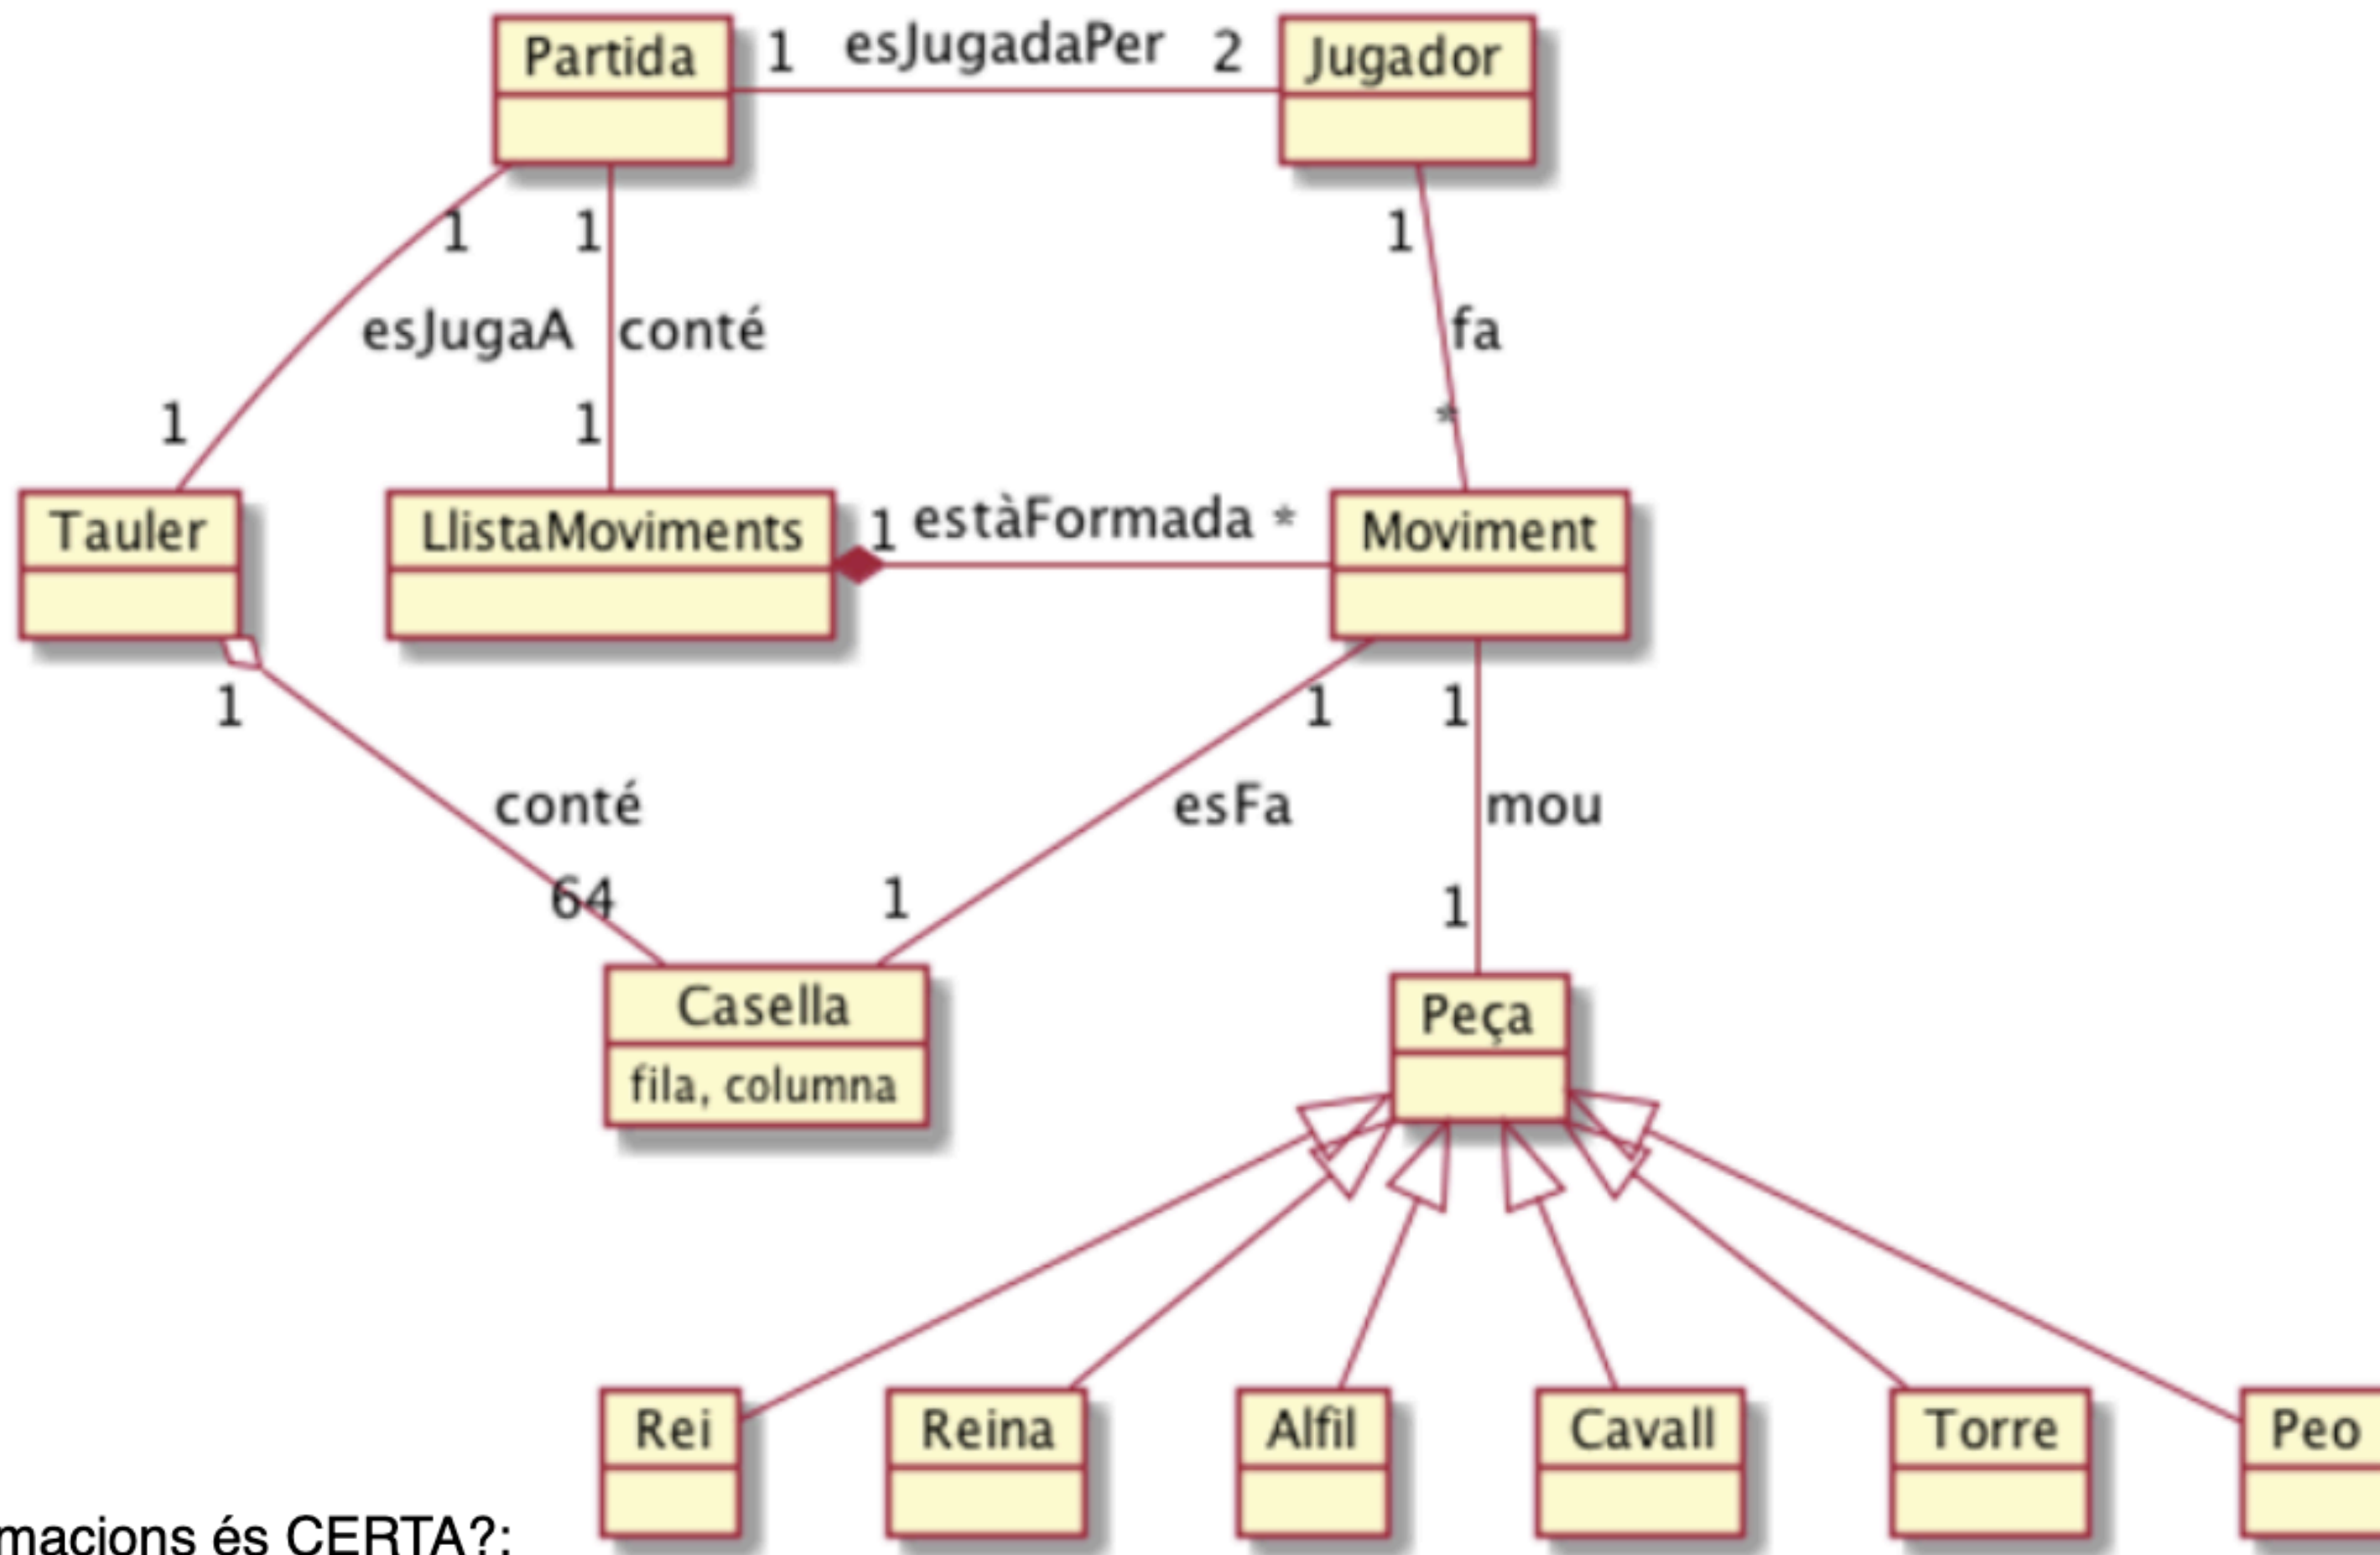 Partida
1 esJugadaPer 2
Jugador
1
1
1
esJugaA
conté
fa
1
1
*
Tauler
LlistaMoviments
1 estàFormada *
Moviment
1
1
1
conté
esFa
mou
64
1
1
Casella
fila, columna
Peça
Rei
Reina
Alfil
Cavall
Torre
Peo
macions és CERTA?: